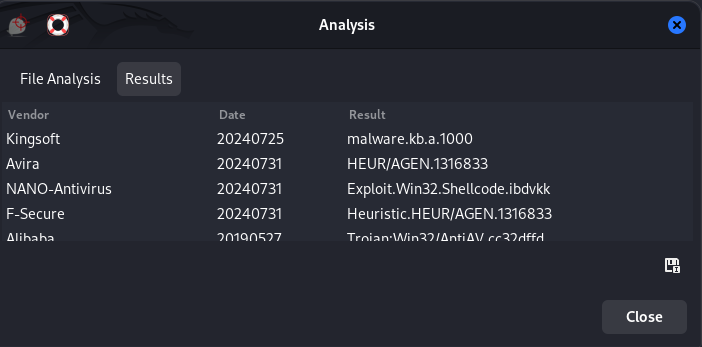 Analysis
File Analysis Results
Vendor Date Result
Kingsoft 20240725 malware.kb.a.1000
Avira 20240731 HEUR/AGEN.1316833
NANO-Antivirus 20240731 Exploit.Win32.Shellcode.ibdvkk
F-Secure 20240731 Heuristic.HEUR/AGEN.1316833
Alibaba 20190527 Trojan:Win32/AntiAV.cc32dffd
Close